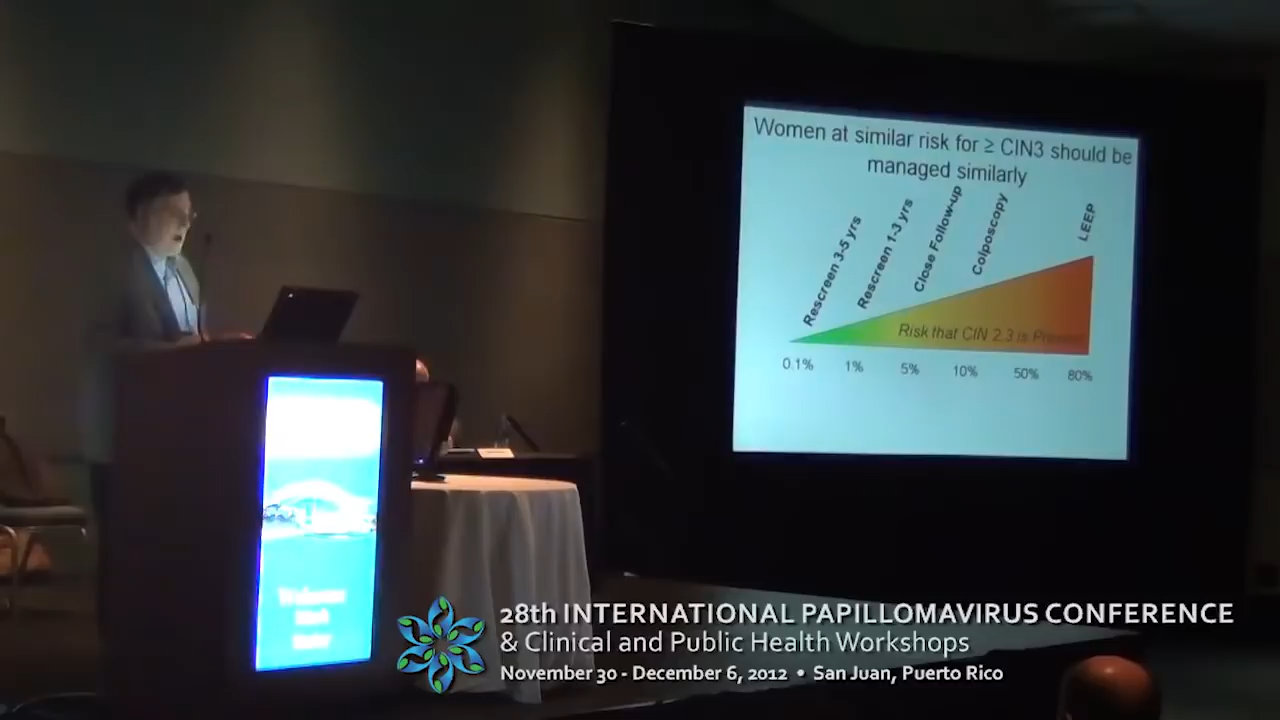 Women at similar risk for ≥ CIN3 should be
managed similarly
Rescreen 3-5 yrs
Rescreen 1-3 yrs
Close Follow-up
Colposcopy
LEEP
Risk that CIN 2.3 is
0.1% 1% 5% 10% 50% 80%
28th INTERNATIONAL PAPILLOMAVIRUS CONFERENCE
& Clinical and Public Health Workshops
November 30 - December 6, 2012 • San Juan, Puerto Rico